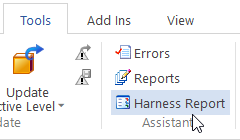 Tools
Add Ins
View
Update
ctive Level
date
Errors
Reports
Harness Report
Assistant